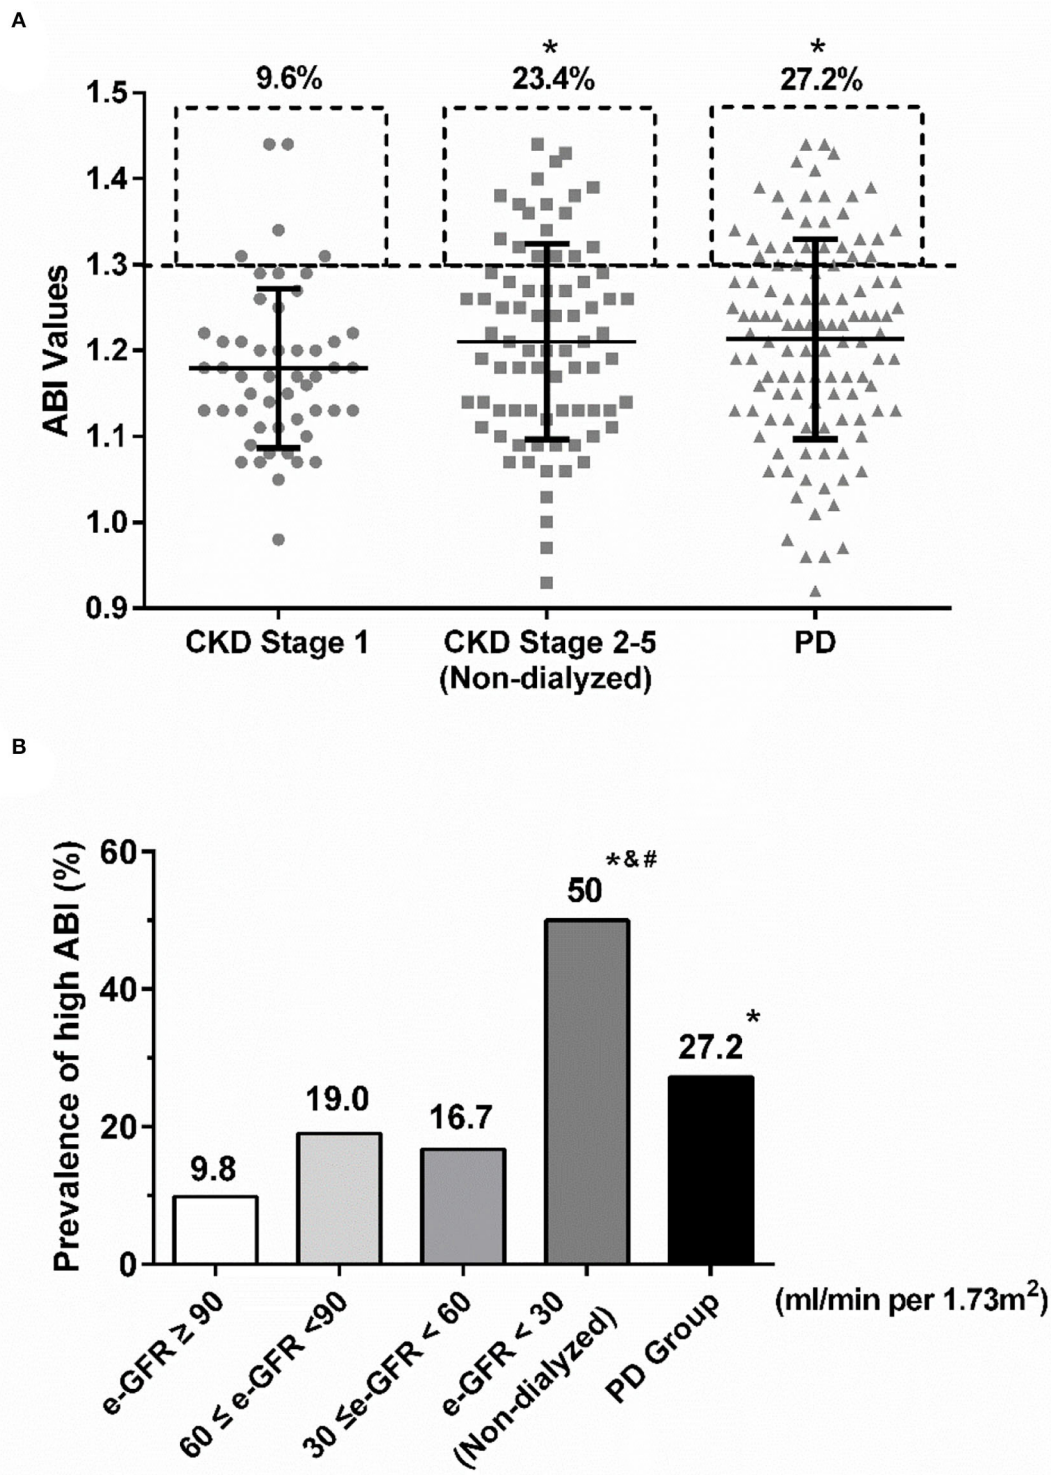 A
* *
9.6% 23.4% 27.2%
1.5
1.4
1.3
1.2
1.1
1.0
0.9
ABI Values
CKD Stage 1 CKD Stage 2-5 PD
(Non-dialyzed)
B
Prevalence of high ABI (%)
60
40
20
0
9.8
19.0
16.7
50 *&#
27.2 *
e-GFR ≥ 90
60 ≤ e-GFR <90
30 ≤e-GFR < 60
e-GFR < 30
(Non-dialyzed)
PD Group
(ml/min per 1.73m²)